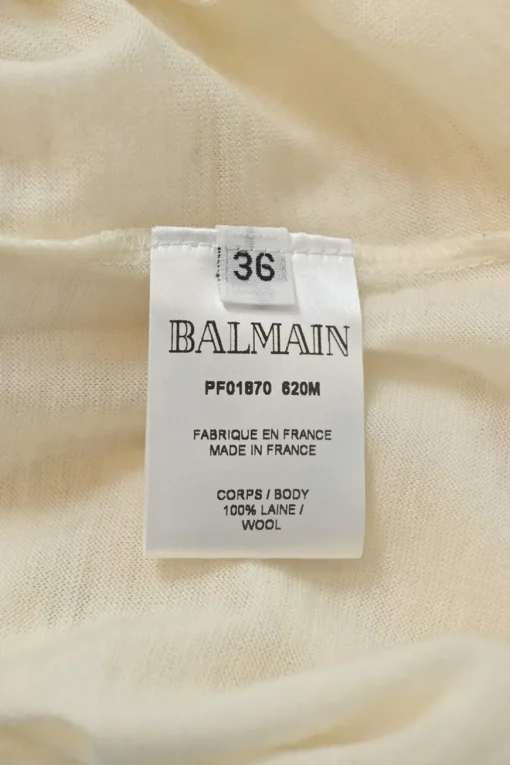 36
BALMAIN
PF01870 620M
FABRIQUE EN FRANCE
MADE IN FRANCE
CORPS / BODY
100% LAINE /
WOOL